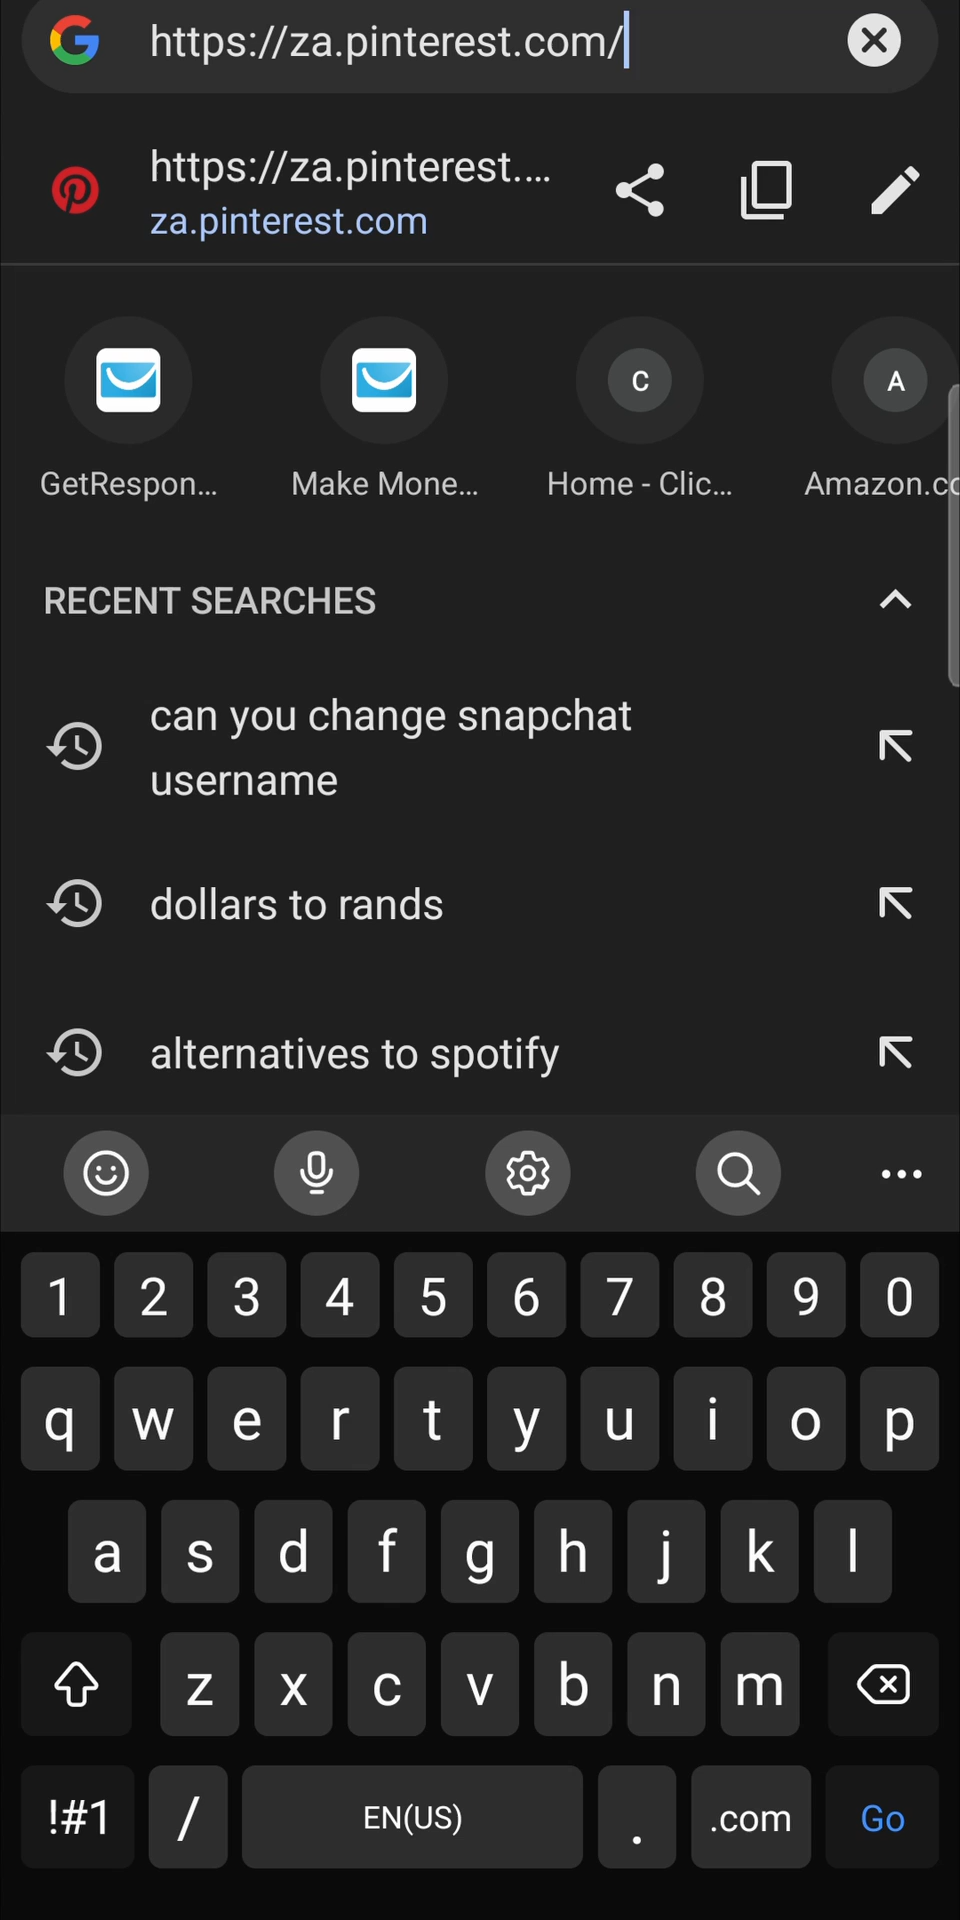 https://za.pinterest.com/
https://za.pinterest....
za.pinterest.com
C
A
GetRespon...
Make Mone...
Home - Clic...
Amazon.co
RECENT SEARCHES
can you change snapchat
username
dollars to rands
alternatives to spotify
1 2 3 4 5 6 7 8 9 0
q w e r t y u i o p
a s d f g h j k l
z x c v b n m
!#1 / EN(US) . .com Go